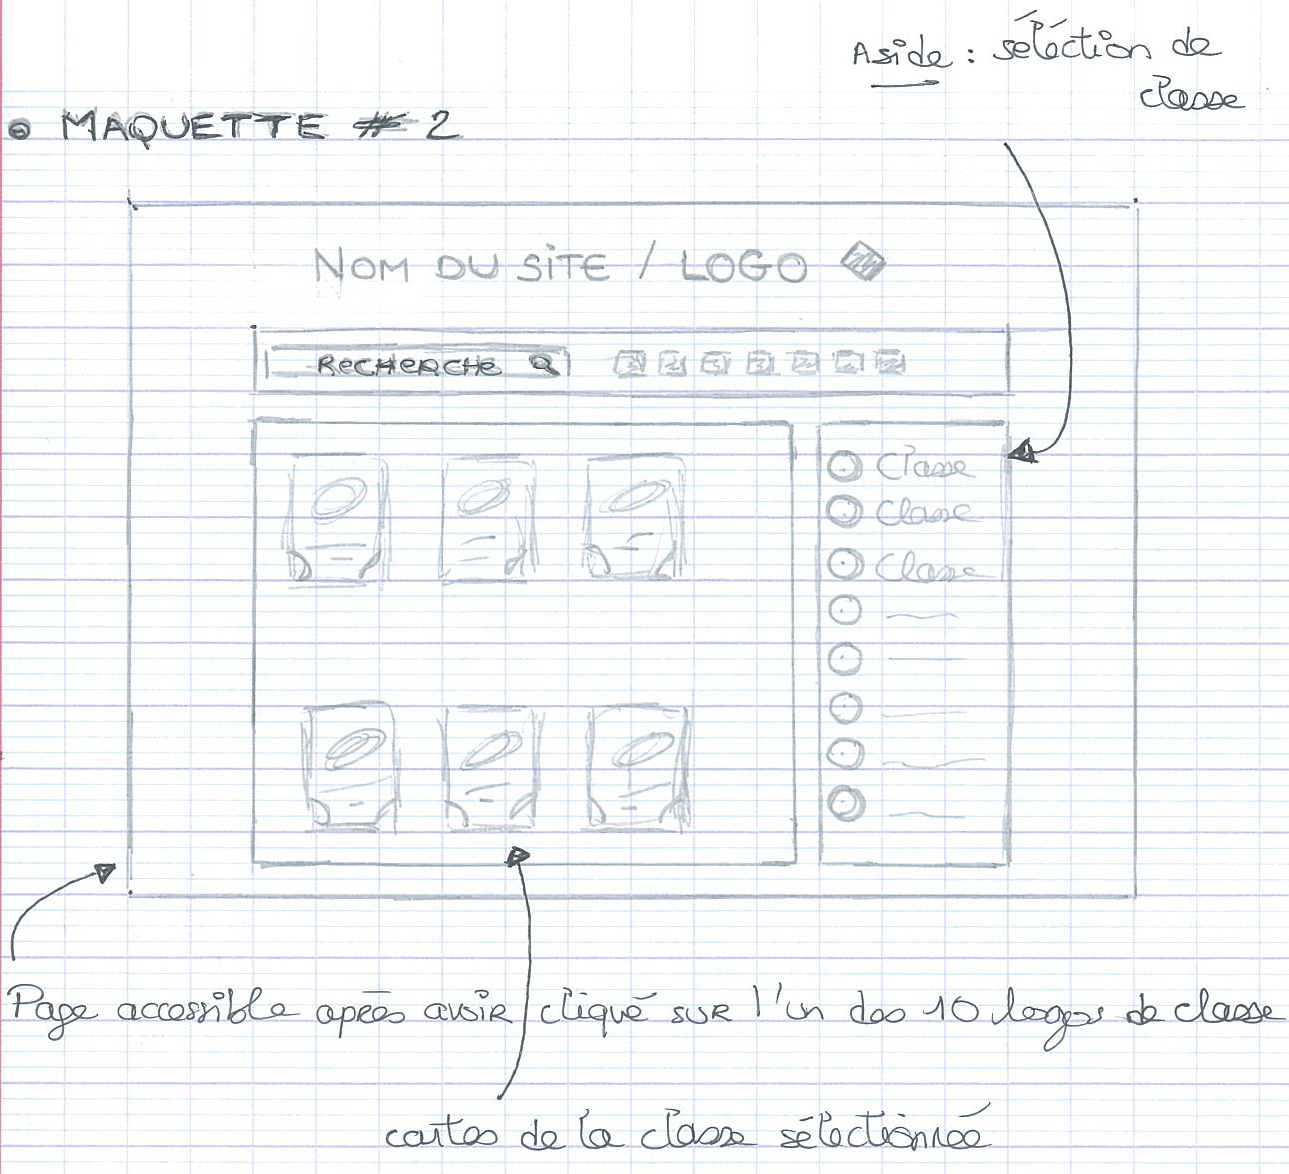 Aside : séléction de
classe
• MAQUETTE # 2
NOM DU SITE / LOGO
RECHERCHE
Classe
Classe
Classe
Page accessible après avoir cliqué sur l'un des 10 logos de classe
cartes de la classe sélectionnée